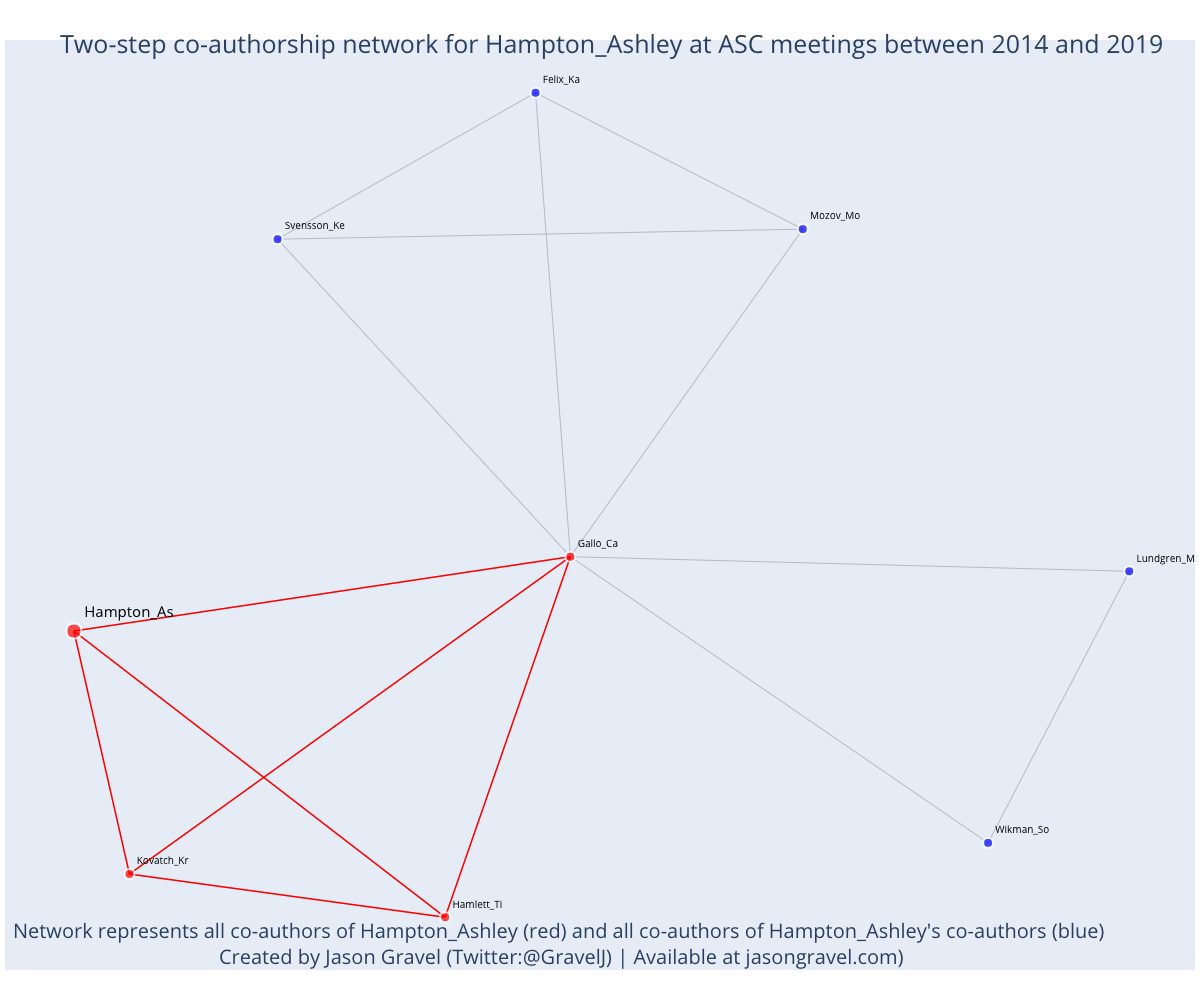 Two-step co-authorship network for Hampton_Ashley at ASC meetings between 2014 and 2019
Felix_Ka
Mozov_Mo
Svensson_Ke
Gallo_Ca
Lundgren_M
Hampton_As
Wikman_So
Kovatch_Kr
Hamlett_Ti
Network represents all co-authors of Hampton_Ashley (red) and all co-authors of Hampton_Ashley's co-authors (blue)
Created by Jason Gravel (Twitter:@GravelJ) | Available at jasongravel.com)